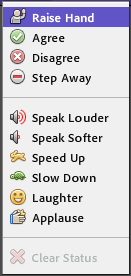 Raise Hand
Agree
Disagree
Step Away
Speak Louder
Speak Softer
Speed Up
Slow Down
Laughter
Applause
Clear Status